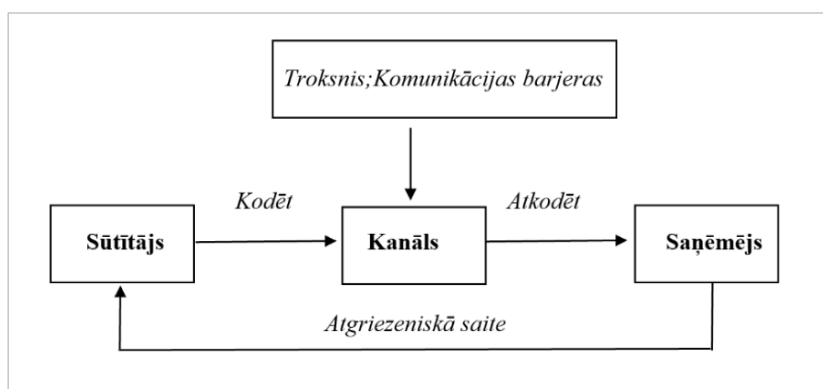 Troksnis;Komunikācijas barjeras
Kodēt
Atkodēt
Sūtītājs
Kanāls
Saņēmējs
Atgriezeniskā saite